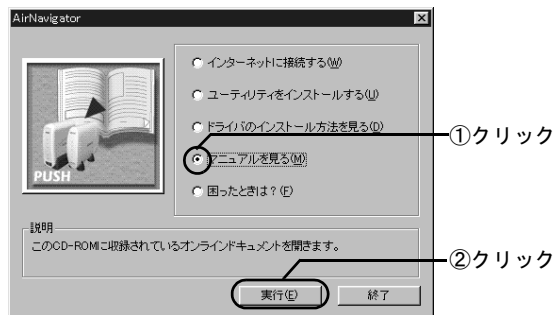 AirNavigator
インターネットに接続する(W)
ユーティリティをインストールする(U)
ドライバのインストール方法を見る(D)
①クリック
マニュアルを見る(M)
PUSH
困ったときは?(F)
説明
このCD-ROMに収録されているオンラインドキュメントを開きます。
②クリック
実行(E) 終了